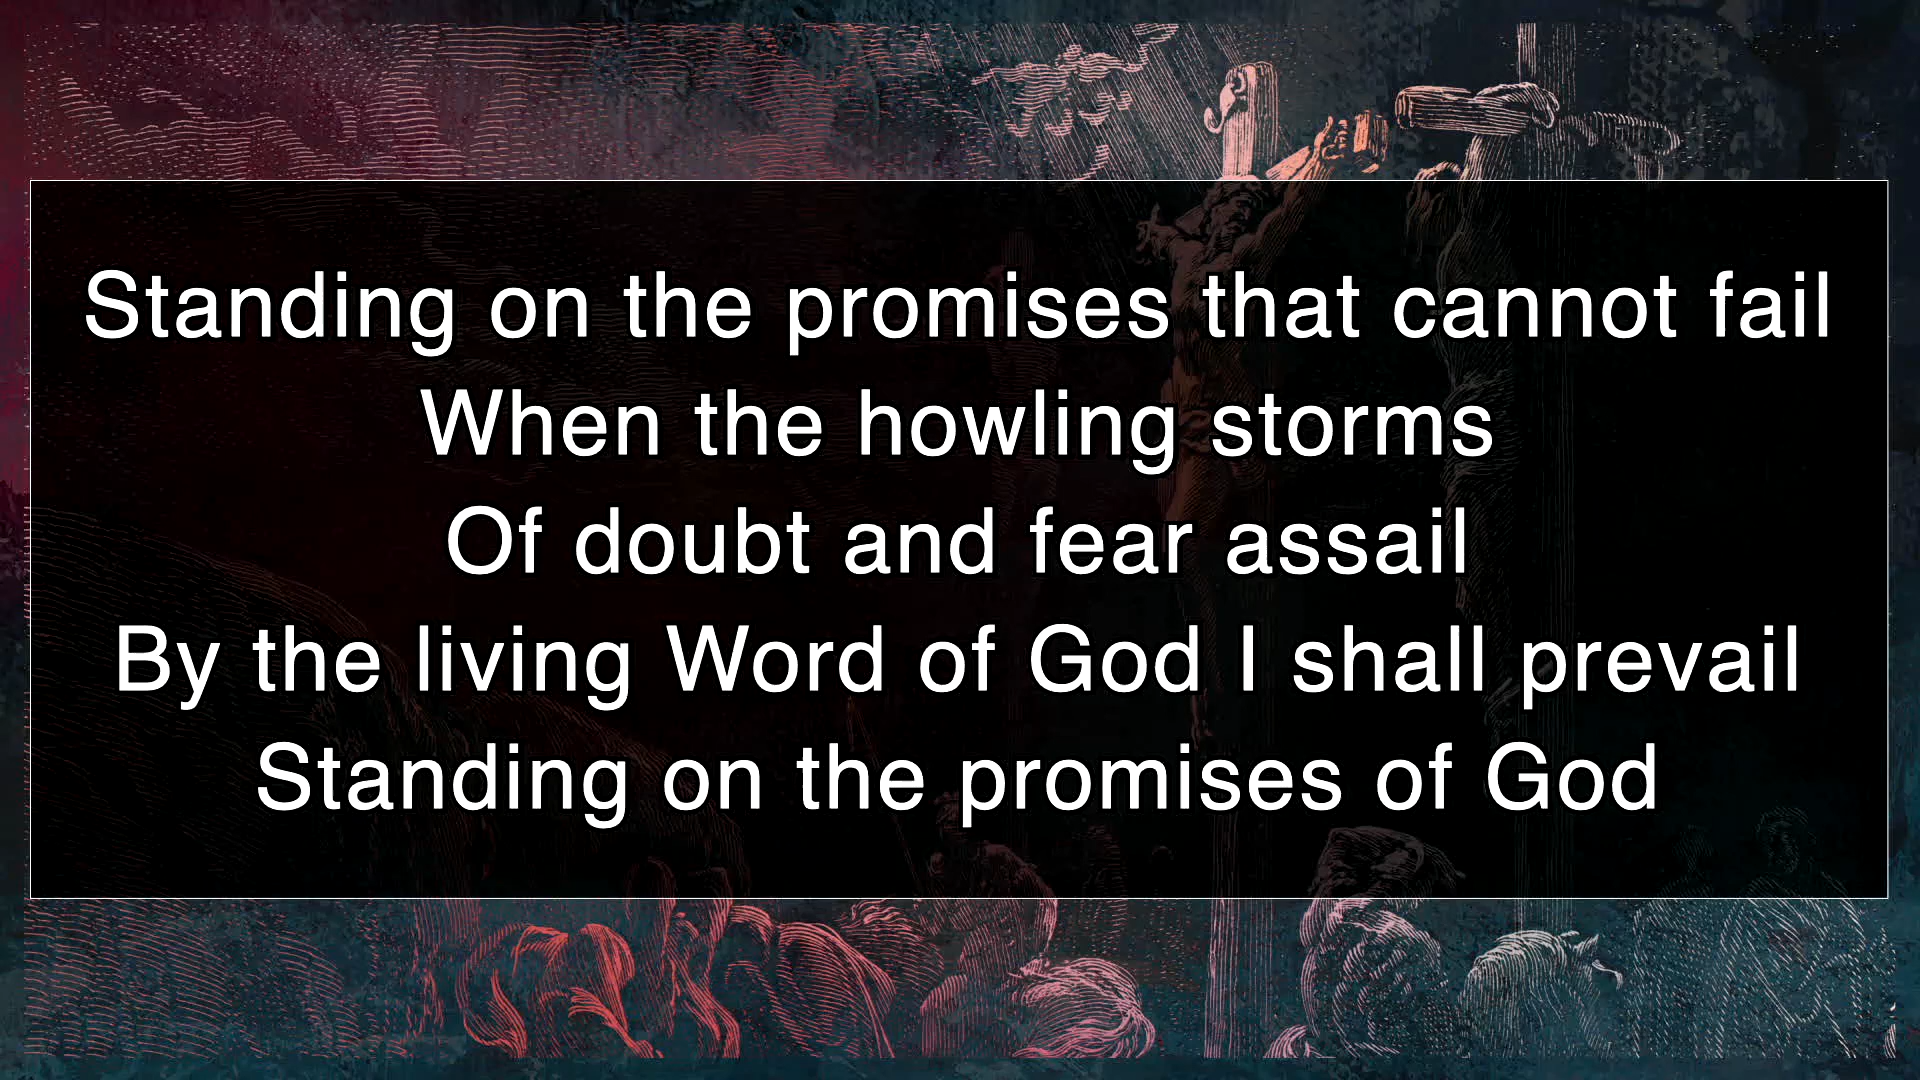 Standing on the promises that cannot fail
When the howling storms
Of doubt and fear assail
By the living Word of God I shall prevail
Standing on the promises of God